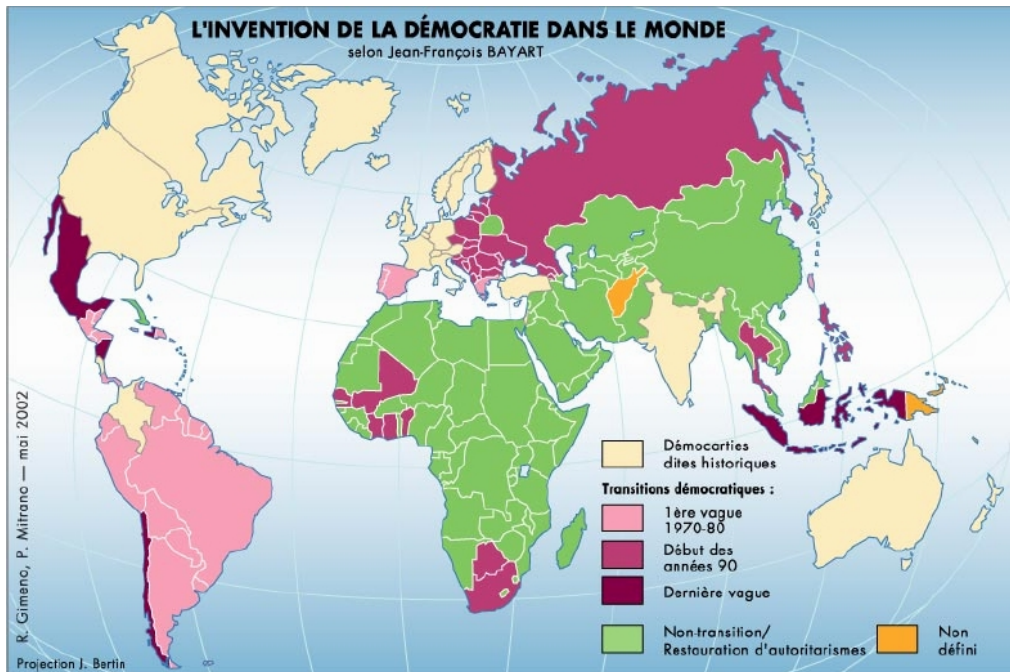 L'INVENTION DE LA DÉMOCRATIE DANS LE MONDE
selon Jean-François BAYART
R. Gimeno, P. Mitrano — mai 2002
Démocarties
dites historiques
Transitions démocratiques :
1ère vague
1970-80
Début des
années 90
Dernière vague
Non-transition/
Restauration d'autoritarismes
Non
défini
Projection J. Bertin